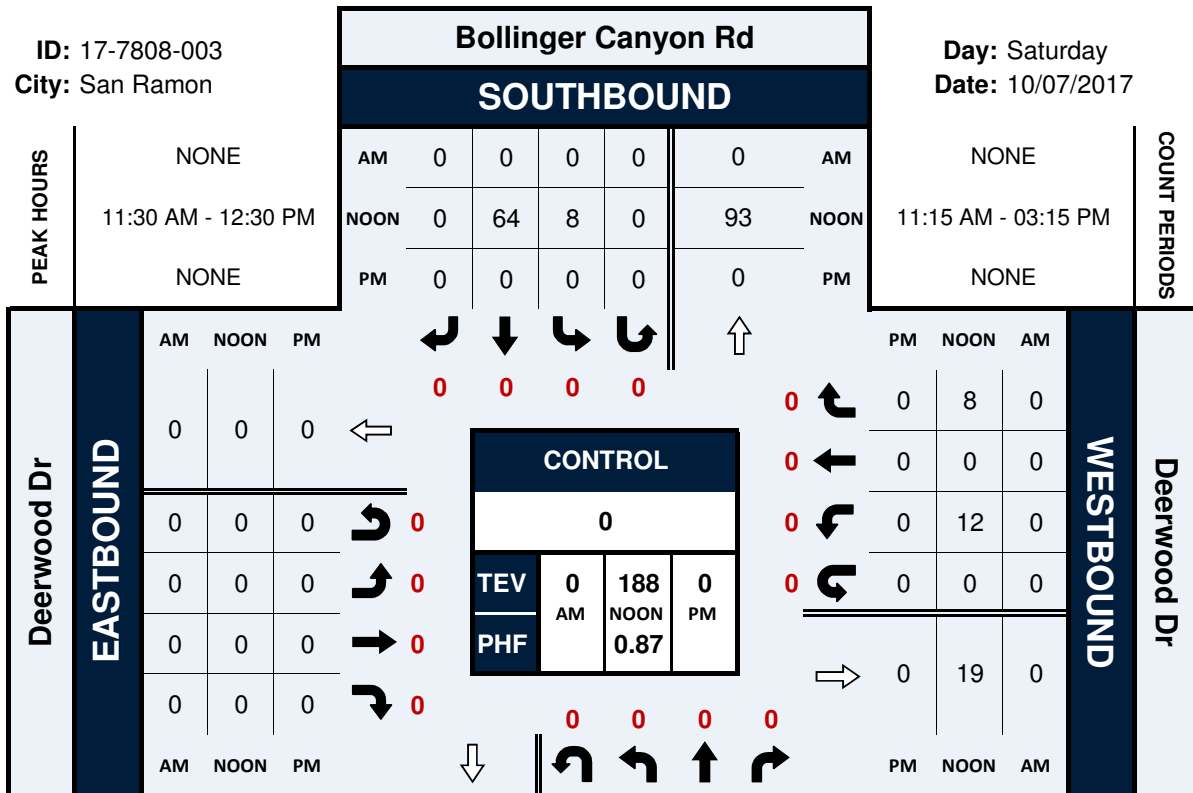 Bollinger Canyon Rd
ID: 17-7808-003
Day: Saturday
City: San Ramon
Date: 10/07/2017
SOUTHBOUND
PEAK HOURS
NONE
AM 0 0 0 0 0 AM
NONE
COUNT PERIODS
11:30 AM - 12:30 PM
NOON 0 64 8 0 93 NOON
11:15 AM - 03:15 PM
NONE
PM 0 0 0 0 0 PM
NONE
AM NOON PM
PM NOON AM
0 0 0 0
0 0 8 0
0 0 0
Deerwood Dr
EASTBOUND
CONTROL
0 0 0 0
WESTBOUND
Deerwood Dr
0 0 0 0
0
0 0 12 0
0 0 0 0
TEV 0 188 0
0 0 0 0
AM NOON PM
0 0 0 0
PHF 0.87
0 19 0
0 0 0 0
0 0 0 0
AM NOON PM
PM NOON AM